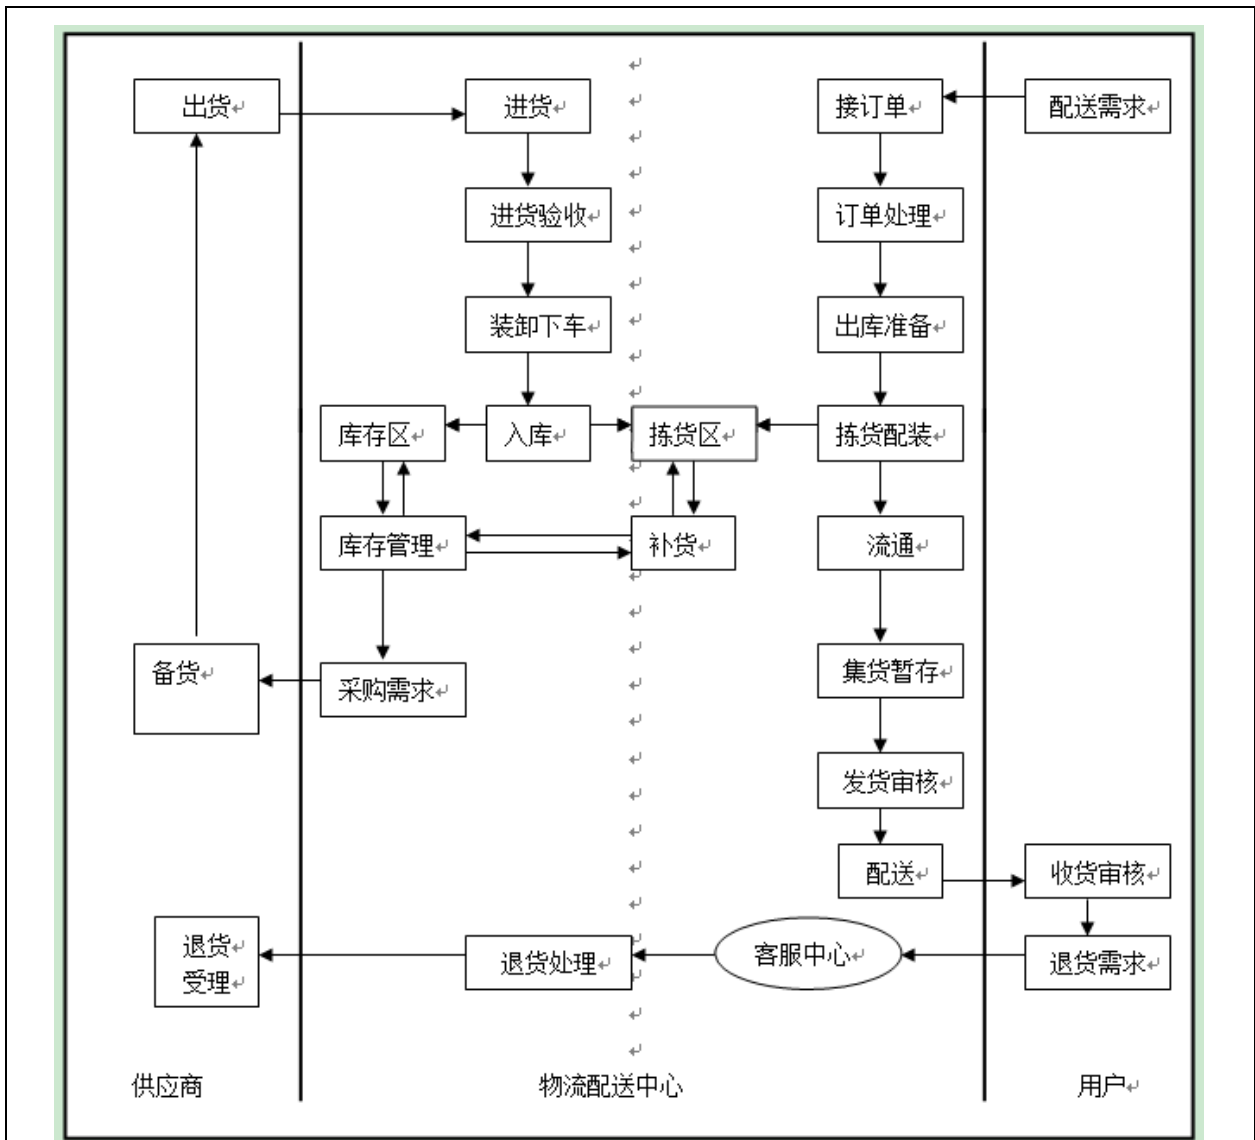 出货
进货
接订单
配送需求
进货验收
订单处理
装卸下车
出库准备
库存区
入库
拣货区
拣货配装
库存管理
补货
流通
备货
采购需求
集货暂存
发货审核
配送
收货审核
退货
受理
退货处理
客服中心
退货需求
供应商
物流配送中心
用户